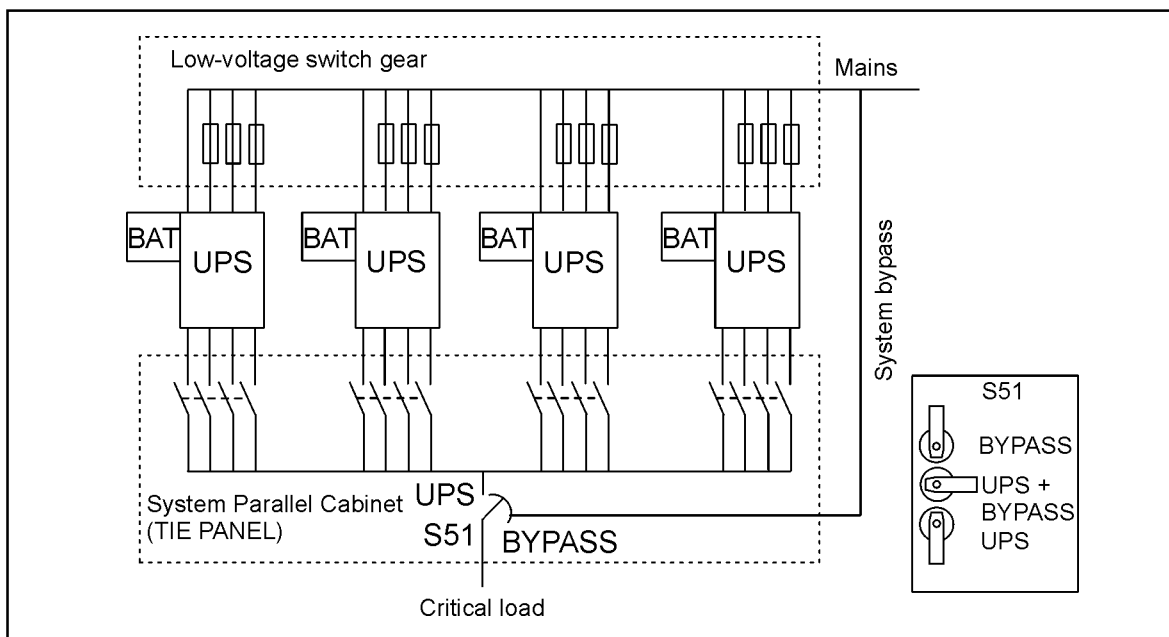 Low-voltage switch gear
Mains
BAT
UPS
BAT
UPS
BAT
UPS
BAT
UPS
System bypass
System Parallel Cabinet
(TIE PANEL)
UPS
S51
BYPASS
Critical load
S51
BYPASS
UPS +
BYPASS
UPS